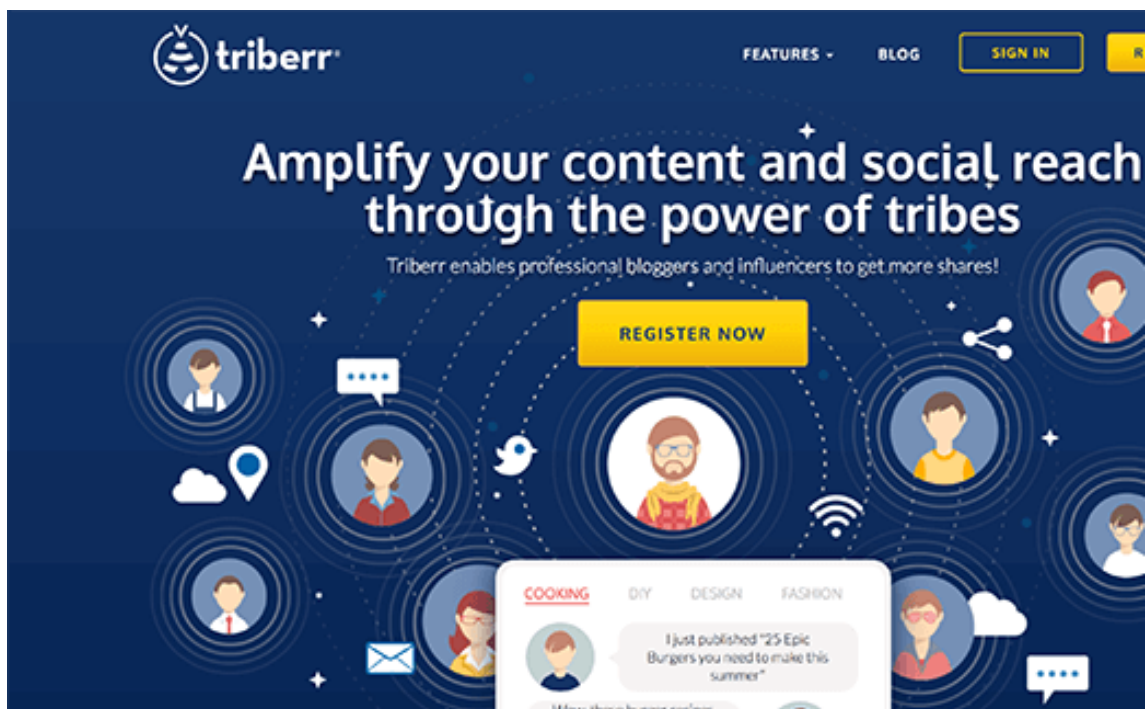 triberr®
FEATURES
BLOG
SIGN IN
R
Amplify your content and social reach
through the power of tribes
Triberr enables professional bloggers and influencers to get more shares!
REGISTER NOW
COOKING
DIY
DESIGN
FASHION
I just published "25 Epic
Burgers you need to make this
summer"